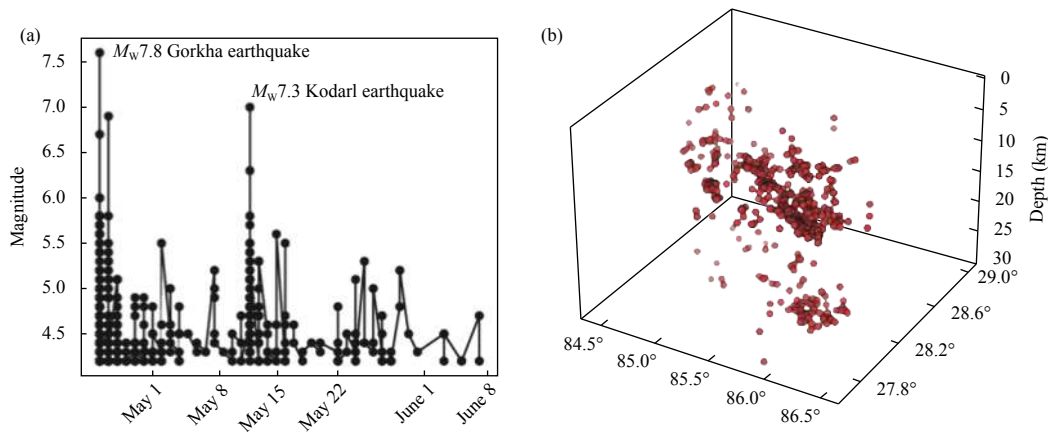 (a)
M_W7.8 Gorkha earthquake
M_W7.3 Kodarl earthquake
Magnitude
7.5
7.0
6.5
6.0
5.5
5.0
4.5
May 1
May 8
May 15
May 22
June 1
June 8
(b)
0
5
10
15
20
25
30
Depth (km)
29.0°
28.6°
28.2°
27.8°
84.5°
85.0°
85.5°
86.0°
86.5°